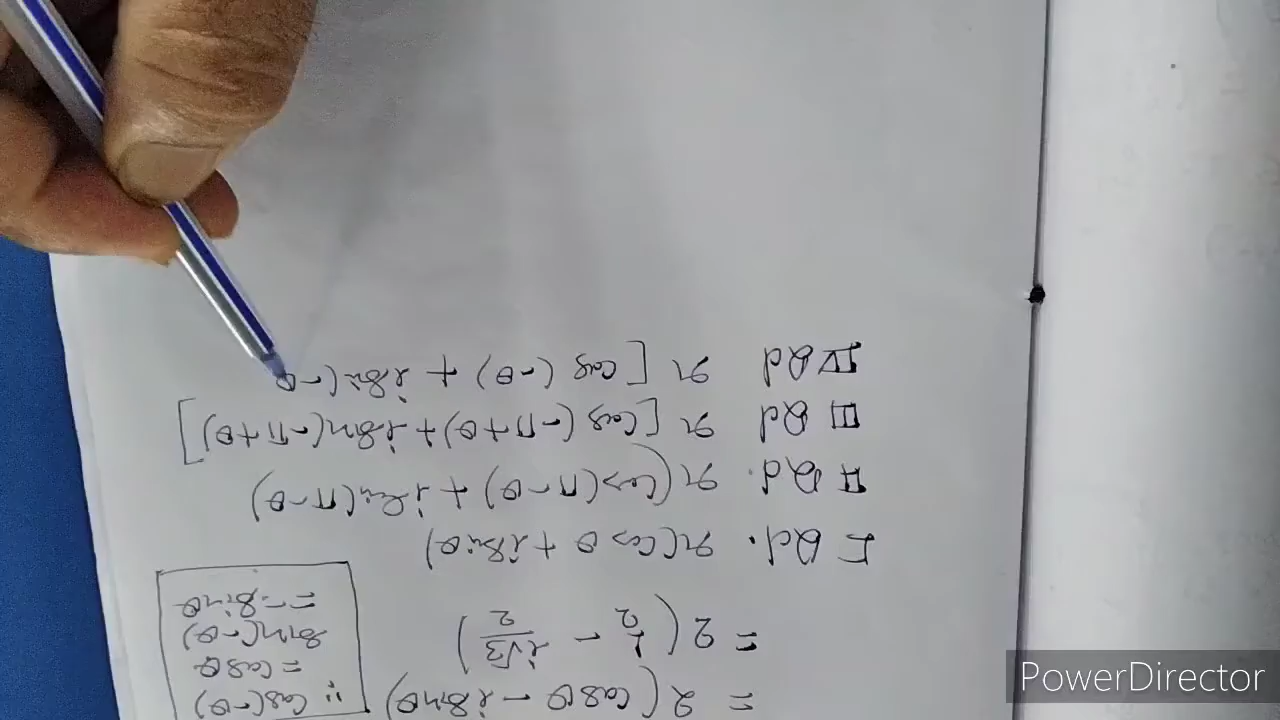 = 2 (cosθ - i sinθ)
∵ cos(-θ)
= cosθ
sin(-θ)
= - sinθ
= 2 ( 1/2 - i√3/2 )
I Qd. r(cos θ + i sinθ)
II Qd. r(cos(π-θ) + i sin(π-θ)
III Qd r [cos (-π+θ) + i sin(-π+θ)]
IV Qd r [cos (-θ) + i sin(-θ
PowerDirector